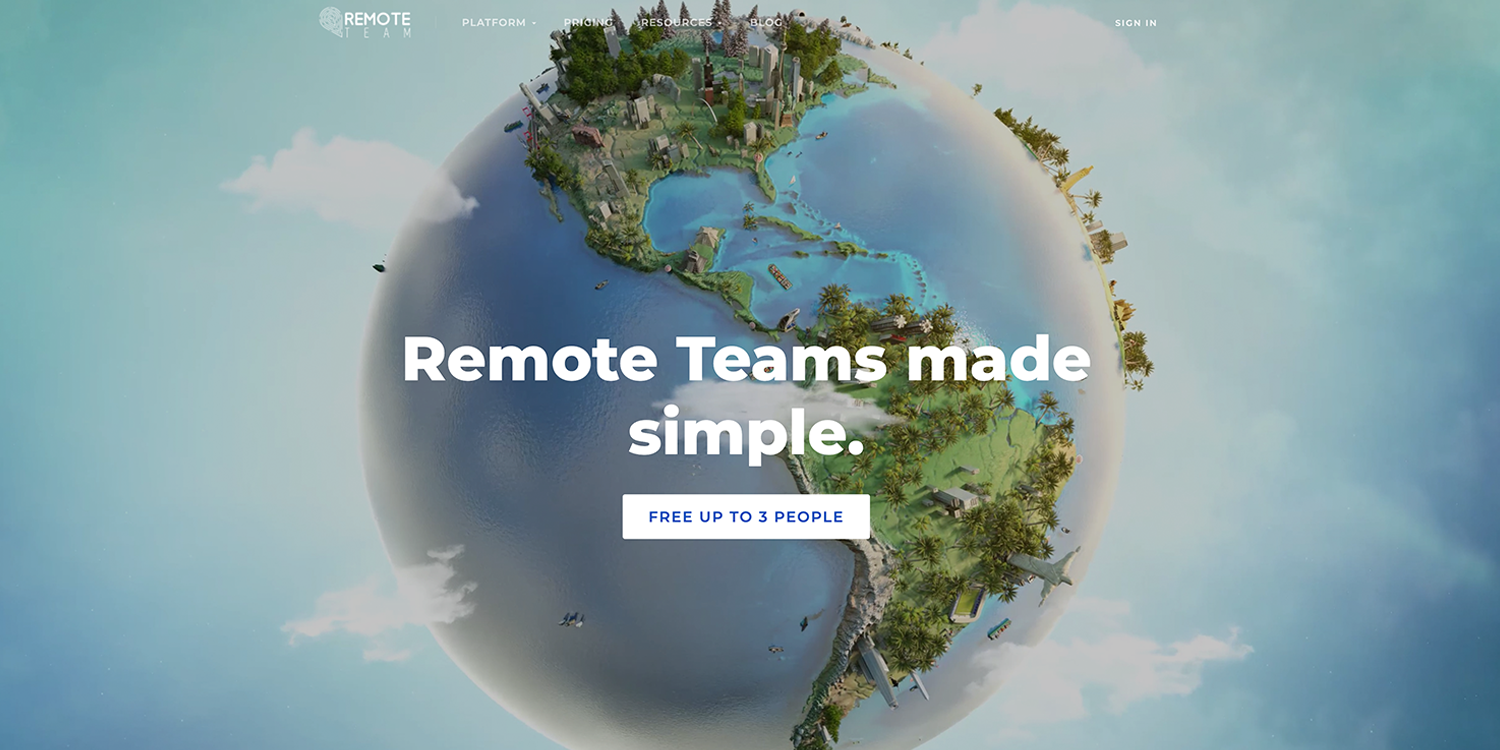 REMOTE
TEAM
PLATFORM
PRICING
RESOURCES
BLOG
SIGN IN
Remote Teams made
simple.
FREE UP TO 3 PEOPLE